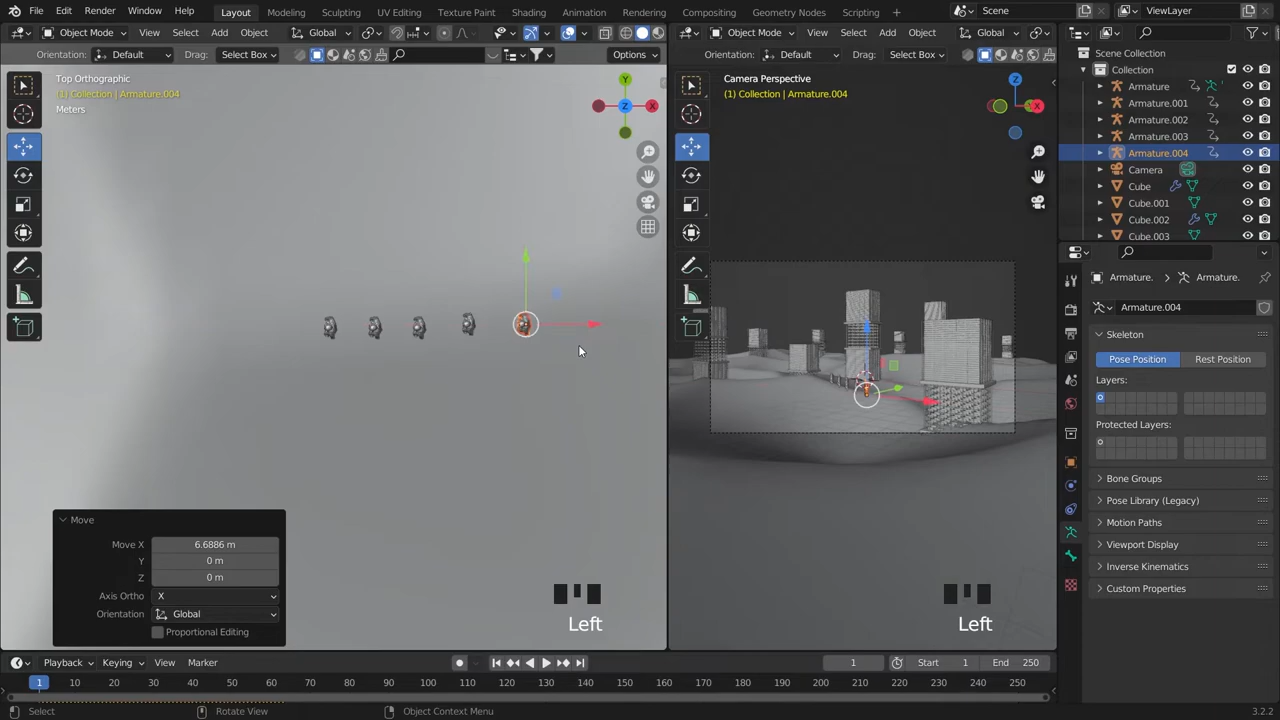 File Edit Render Window Help Layout Modeling Sculpting UV Editing Texture Paint Shading Animation Rendering Compositing Geometry Nodes Scripting Scene ViewLayer
Object Mode View Select Add Object Global Object Mode View Select Add Object Global
Orientation: Default Drag: Select Box Options Orientation: Default Drag: Select Box
Top Orthographic
(1) Collection | Armature.004
Meters
Y
Z
X
Camera Perspective
(1) Collection | Armature.004
Z
X
Scene Collection
Collection
Armature
Armature.001
Armature.002
Armature.003
Armature.004
Camera
Cube
Cube.001
Cube.002
Cube.003
Armature. Armature.
Armature.004
Skeleton
Pose Position Rest Position
Layers:
Protected Layers:
Bone Groups
Pose Library (Legacy)
Motion Paths
Viewport Display
Inverse Kinematics
Custom Properties
Move
Move X 6.6886 m
Y 0 m
Z 0 m
Axis Ortho X
Orientation Global
Proportional Editing
Left
Left
Playback Keying View Marker 1 Start 1 End 250
1 10 20 30 40 50 60 70 80 90 100 110 120 130 140 150 160 170 180 190 200 210 220 230 240 250
Select Rotate View Object Context Menu 3.2.2